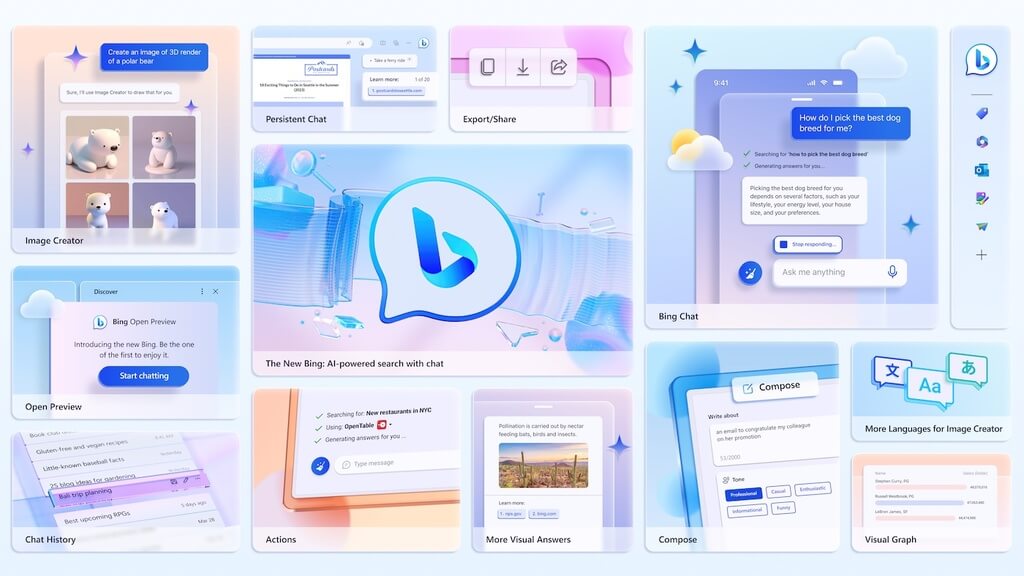 Create an image of 3D render
of a polar bear
Sure, I'll use Image Creator to draw that for you.
Image Creator
Take a ferry ride
Postcards
Learn more:
1 of 20
1. postcardsseattle.com
10 Exciting Things to Do in Seattle in the Summer
(2023)
Persistent Chat
Export/Share
9:41
How do I pick the best dog
breed for me?
Searching for 'how to pick the best dog breed'
Generating answers for you...
Picking the best dog breed for you
depends on several factors, such as your
lifestyle, your energy level, your house
size, and your preferences.
Stop responding...
Ask me anything
Bing Chat
The New Bing: AI-powered search with chat
Discover
Bing Open Preview
Introducing the new Bing. Be the one
of the first to enjoy it.
Start chatting
Open Preview
Book club
Gluten-free and vegan recipes
Little-known baseball facts
Yesterday
25 blog ideas for gardening
Yesterday
Bali trip planning
5 days ago
Best upcoming RPGs
Mar 26
Chat History
Searching for: New restaurants in NYC
Using: OpenTable
Generating answers for you ...
Type message
Actions
Pollination is carried out by nectar
feeding bats, birds and insects.
Learn more:
1. nps.gov
2. bing.com
More Visual Answers
Compose
Write about
an email to congratulate my colleague
on her promotion
53/2000
Tone
Professional
Casual
Enthusiastic
Informational
Funny
Compose
文
Aa
あ
More Languages for Image Creator
Name
Stephen Curry, PG
Russell Westbrook, PG
LeBron James, SF
Visual Graph